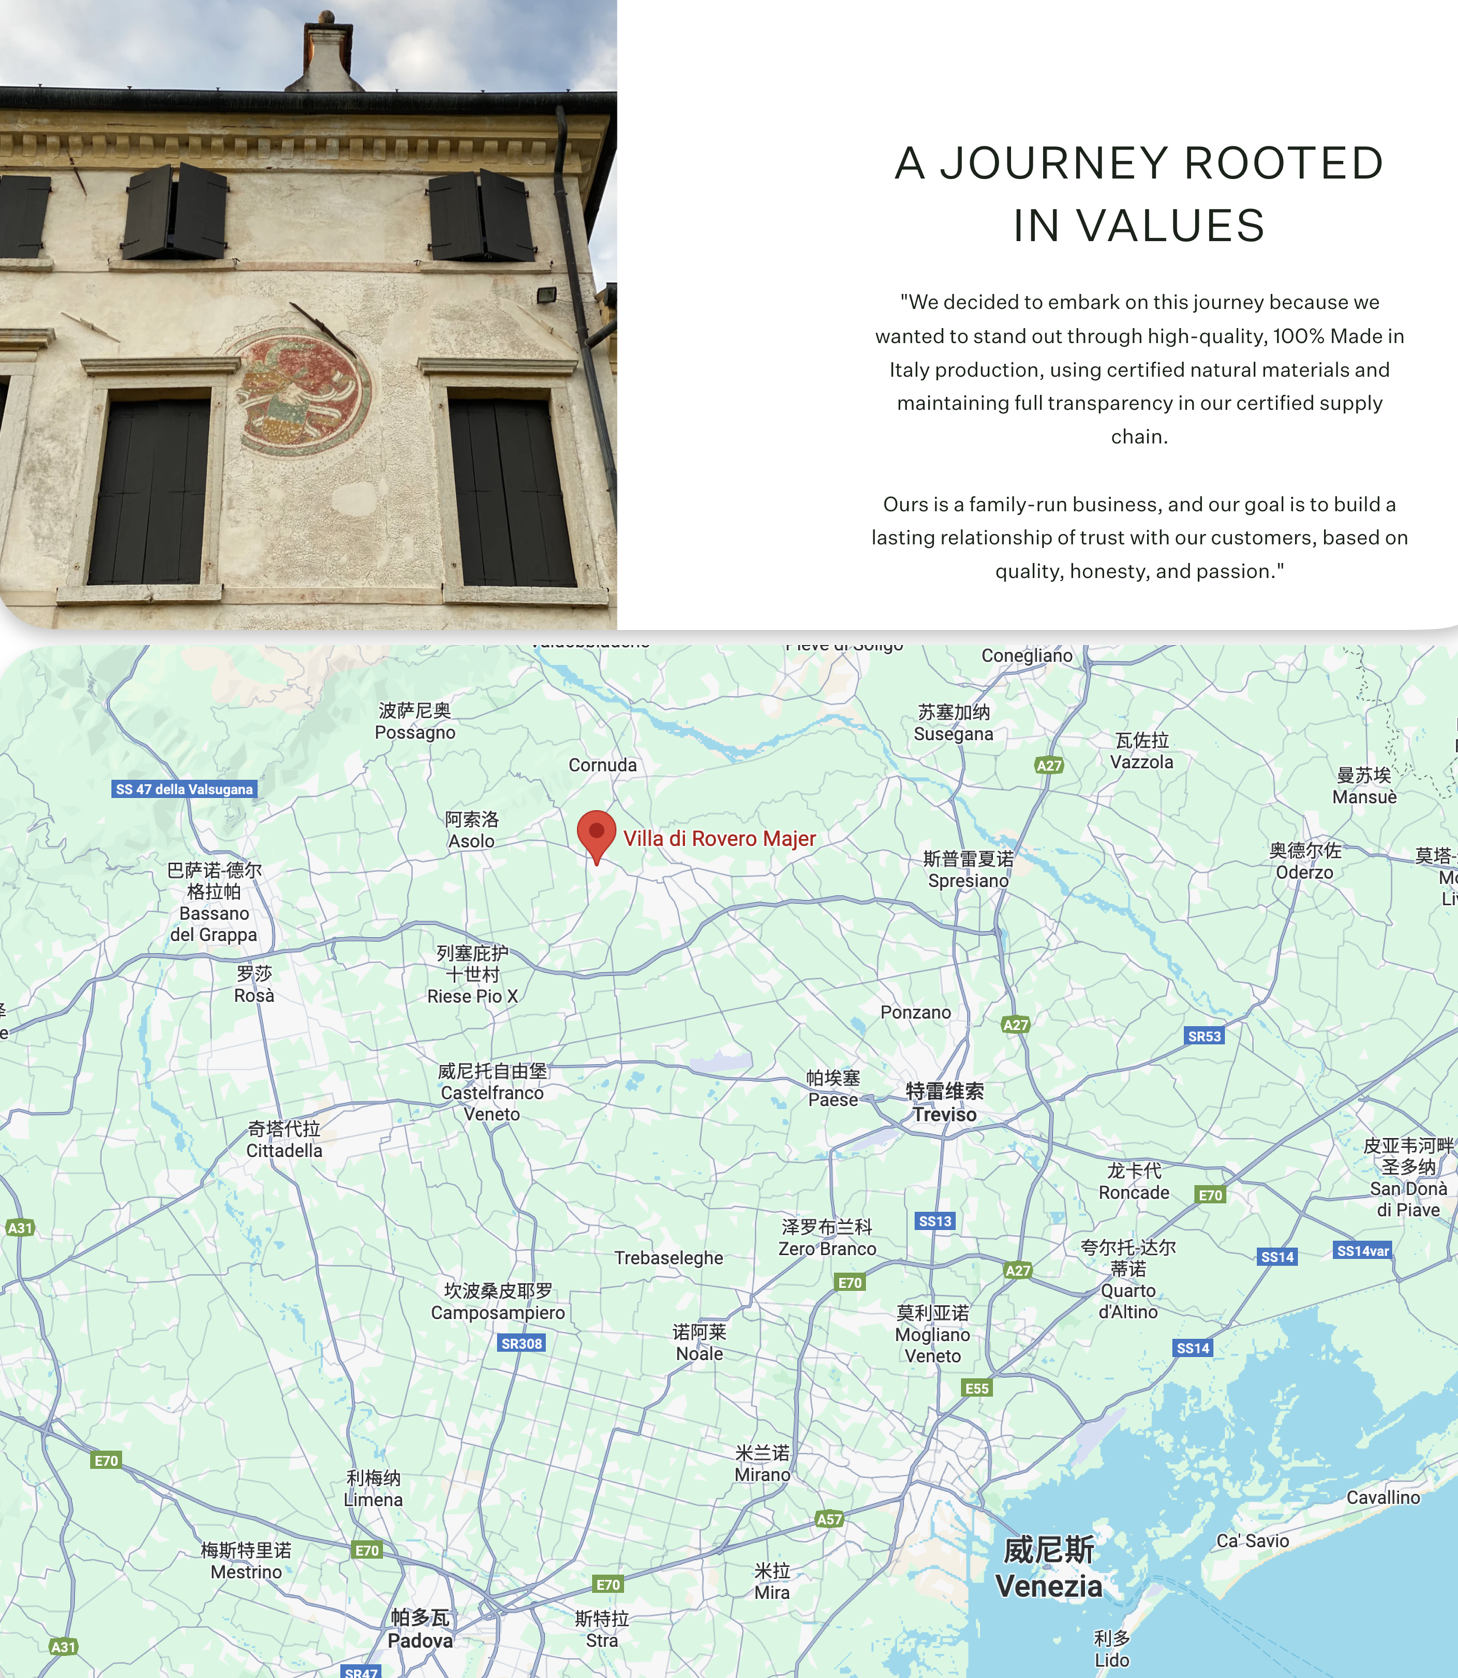 A JOURNEY ROOTED
IN VALUES
"We decided to embark on this journey because we
wanted to stand out through high-quality, 100% Made in
Italy production, using certified natural materials and
maintaining full transparency in our certified supply
chain.
Ours is a family-run business, and our goal is to build a
lasting relationship of trust with our customers, based on
quality, honesty, and passion."
Conegliano
波萨尼奥
Possagno
苏塞加纳
Susegana
瓦佐拉
Vazzola
Cornuda
A27
曼苏埃
Mansuè
SS 47 della Valsugana
阿索洛
Asolo
Villa di Rovero Majer
斯普雷夏诺
Spresiano
奥德尔佐
Oderzo
巴萨诺-德尔
格拉帕
Bassano
del Grappa
列塞庇护
十世村
Riese Pio X
罗莎
Rosà
Ponzano
A27
SR53
威尼托自由堡
Castelfranco
Veneto
帕埃塞
Paese
特雷维索
Treviso
奇塔代拉
Cittadella
皮亚韦河畔
圣多纳
San Donà
di Piave
龙卡代
Roncade
E70
A31
SS13
泽罗布兰科
Zero Branco
Trebaseleghe
夸尔托-达尔
蒂诺
Quarto
d'Altino
SS14
SS14var
A27
E70
坎波桑皮耶罗
Camposampiero
SR308
诺阿莱
Noale
莫利亚诺
Mogliano
Veneto
SS14
E55
E70
米兰诺
Mirano
利梅纳
Limena
Cavallino
A57
Ca' Savio
梅斯特里诺
Mestrino
E70
威尼斯
Venezia
米拉
Mira
E70
帕多瓦
Padova
斯特拉
Stra
A31
利多
Lido
SR47